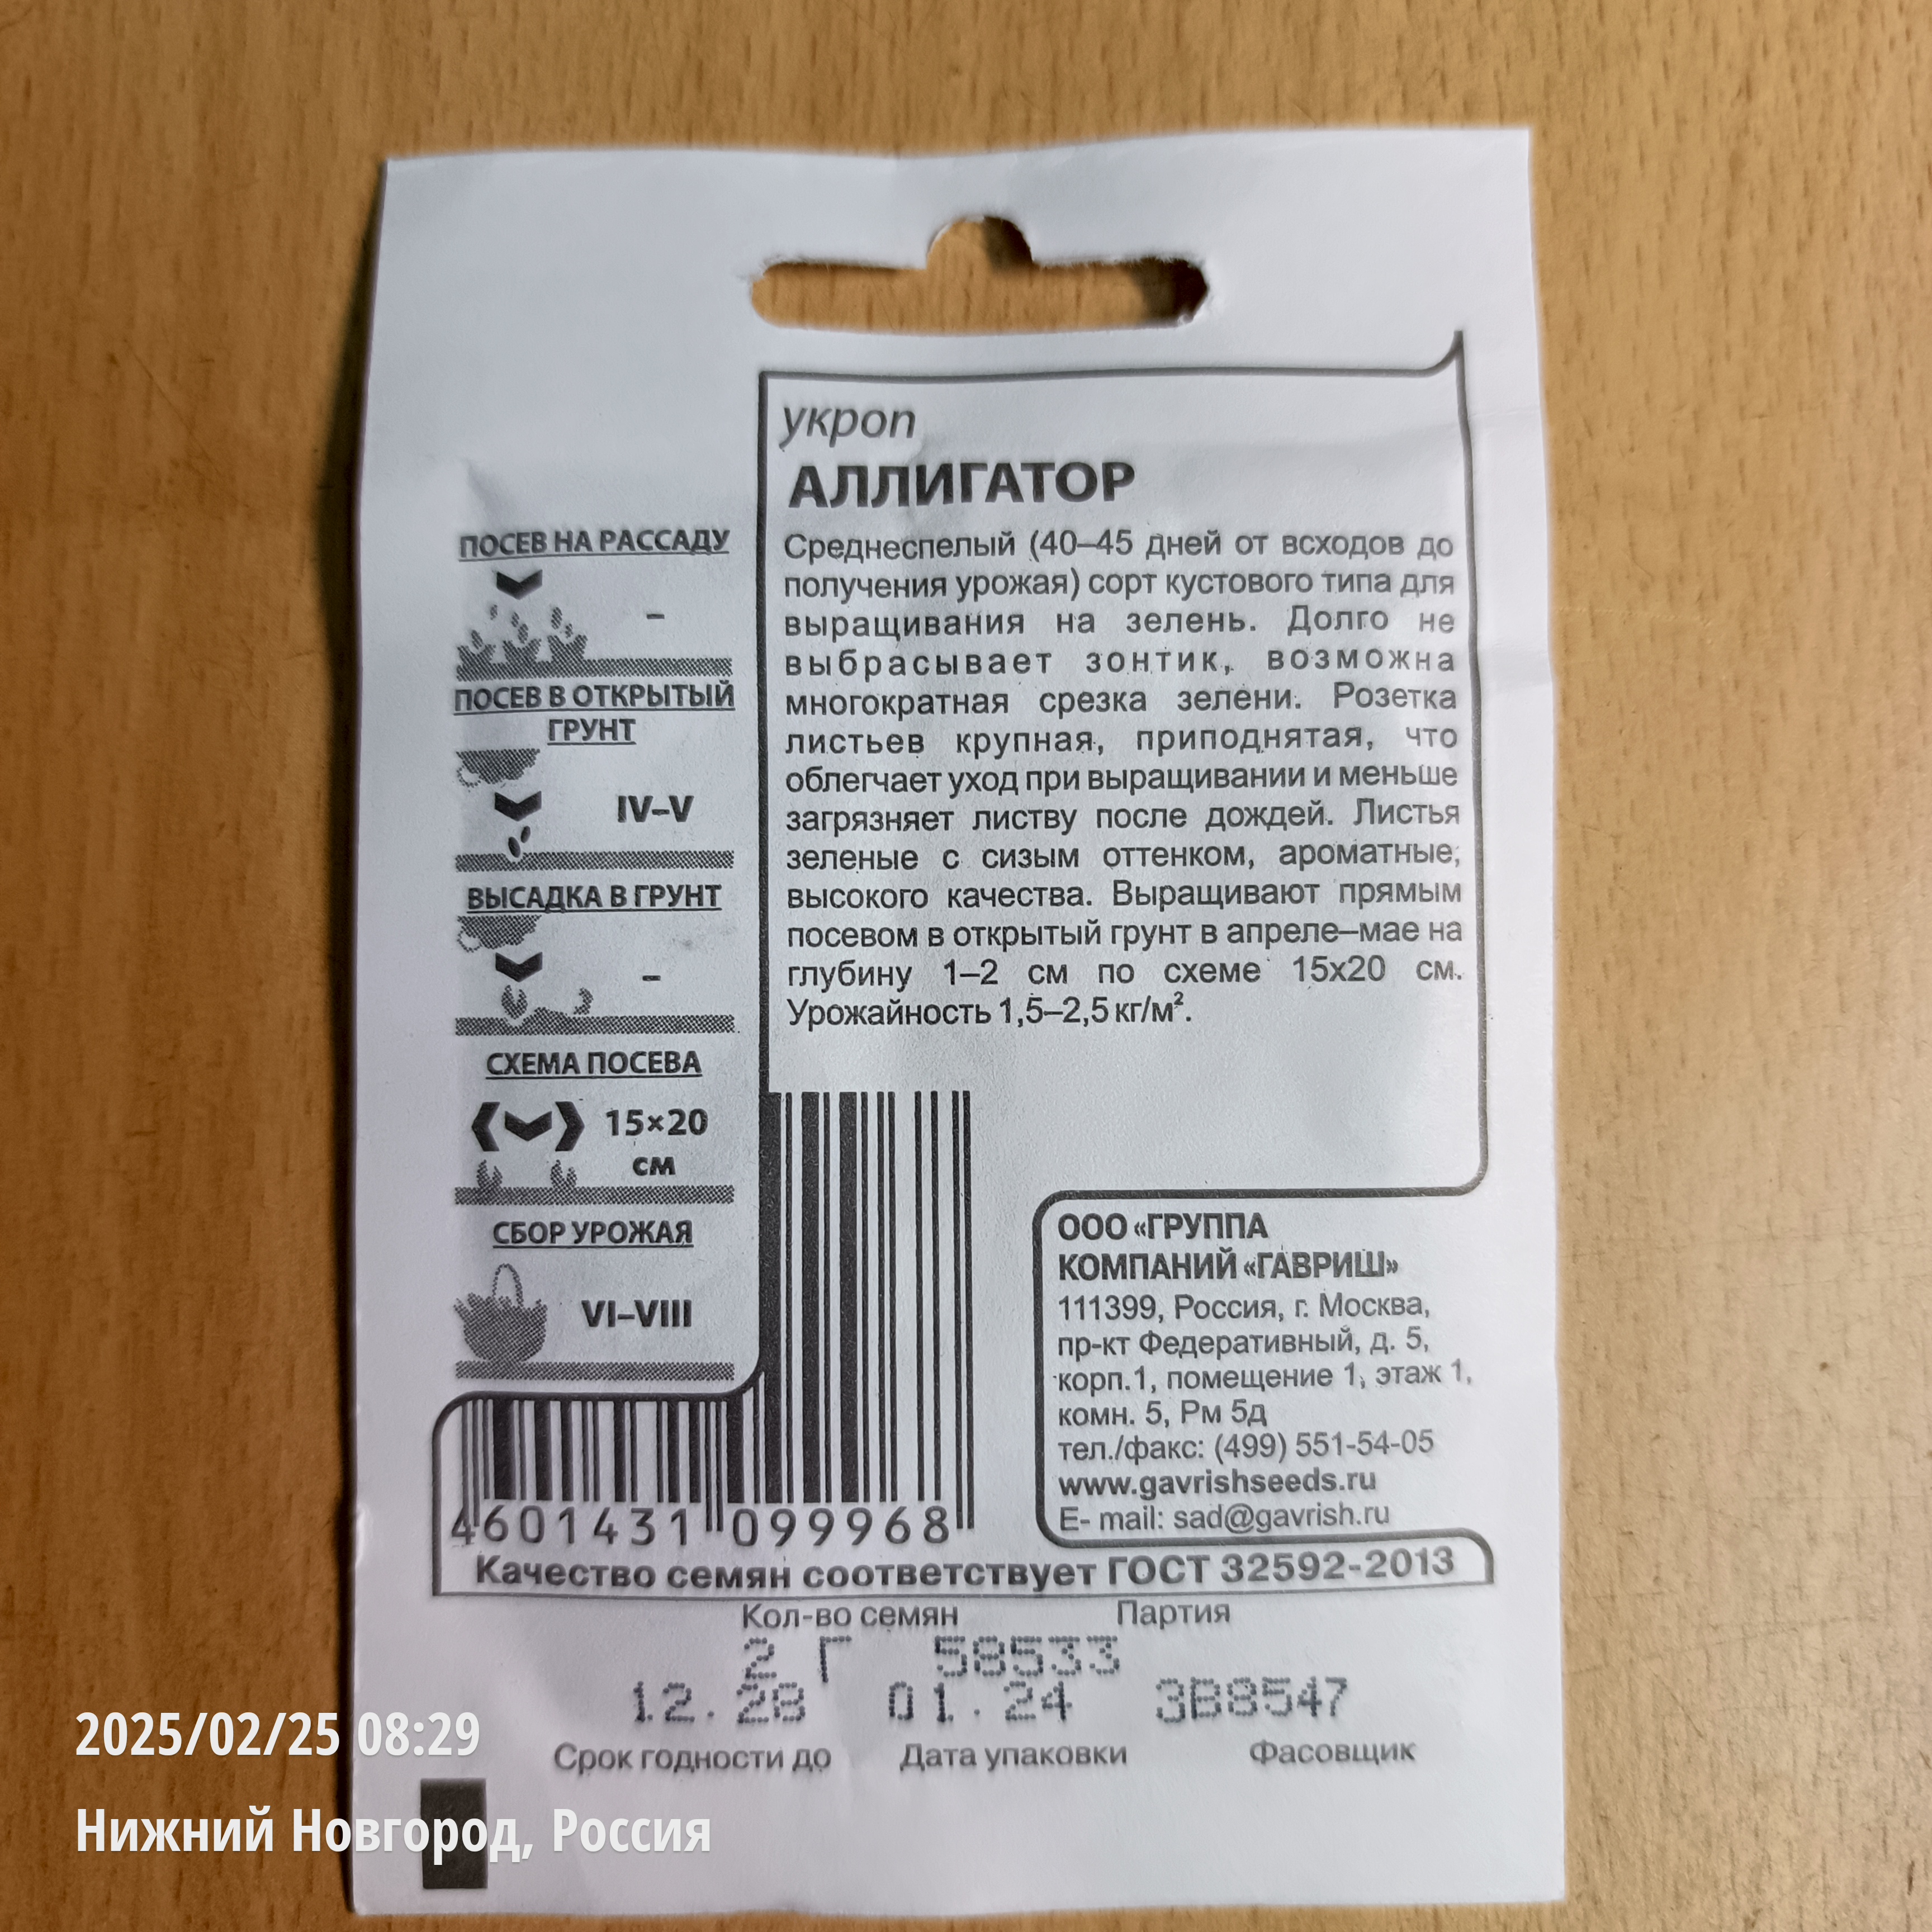 укроп
АЛЛИГАТОР
Среднеспелый (40–45 дней от всходов до
получения урожая) сорт кустового типа для
выращивания на зелень. Долго не
выбрасывает зонтик, возможна
многократная срезка зелени. Розетка
листьев крупная, приподнятая, что
облегчает уход при выращивании и меньше
загрязняет листву после дождей. Листья
зеленые с сизым оттенком, ароматные,
высокого качества. Выращивают прямым
посевом в открытый грунт в апреле–мае на
глубину 1–2 см по схеме 15х20 см.
Урожайность 1,5–2,5 кг/м².
ПОСЕВ НА РАССАДУ
–
ПОСЕВ В ОТКРЫТЫЙ
ГРУНТ
IV–V
ВЫСАДКА В ГРУНТ
–
СХЕМА ПОСЕВА
15×20
см
СБОР УРОЖАЯ
VI–VIII
4601431 099968
ООО «ГРУППА
КОМПАНИЙ «ГАВРИШ»
111399, Россия, г. Москва,
пр-кт Федеративный, д. 5,
корп.1, помещение 1, этаж 1,
комн. 5, Рм 5д
тел./факс: (499) 551-54-05
www.gavrishseeds.ru
E- mail: sad@gavrish.ru
Качество семян соответствует ГОСТ 32592-2013
Кол-во семян Партия
2 Г 58533
12.28 01.24 3В8547
Срок годности до Дата упаковки Фасовщик
2025/02/25 08:29
Нижний Новгород, Россия